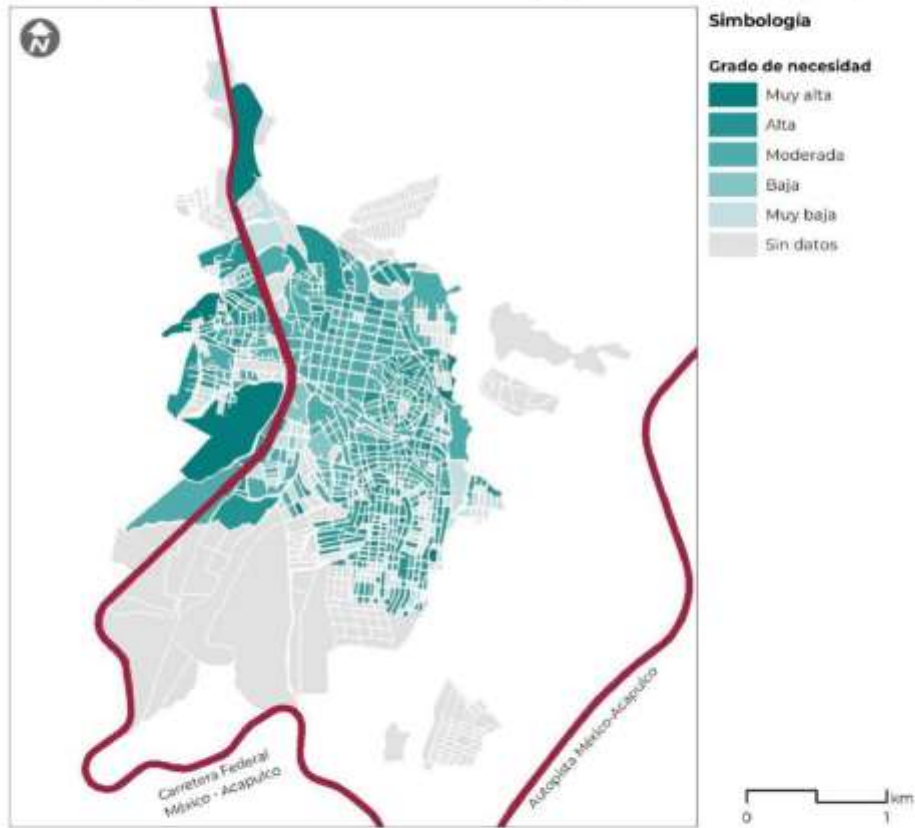 N
Simbología
Grado de necesidad
Muy alta
Alta
Moderada
Baja
Muy baja
Sin datos
Carretera Federal
México - Acapulco
Autopista México-Acapulco
km
0 1